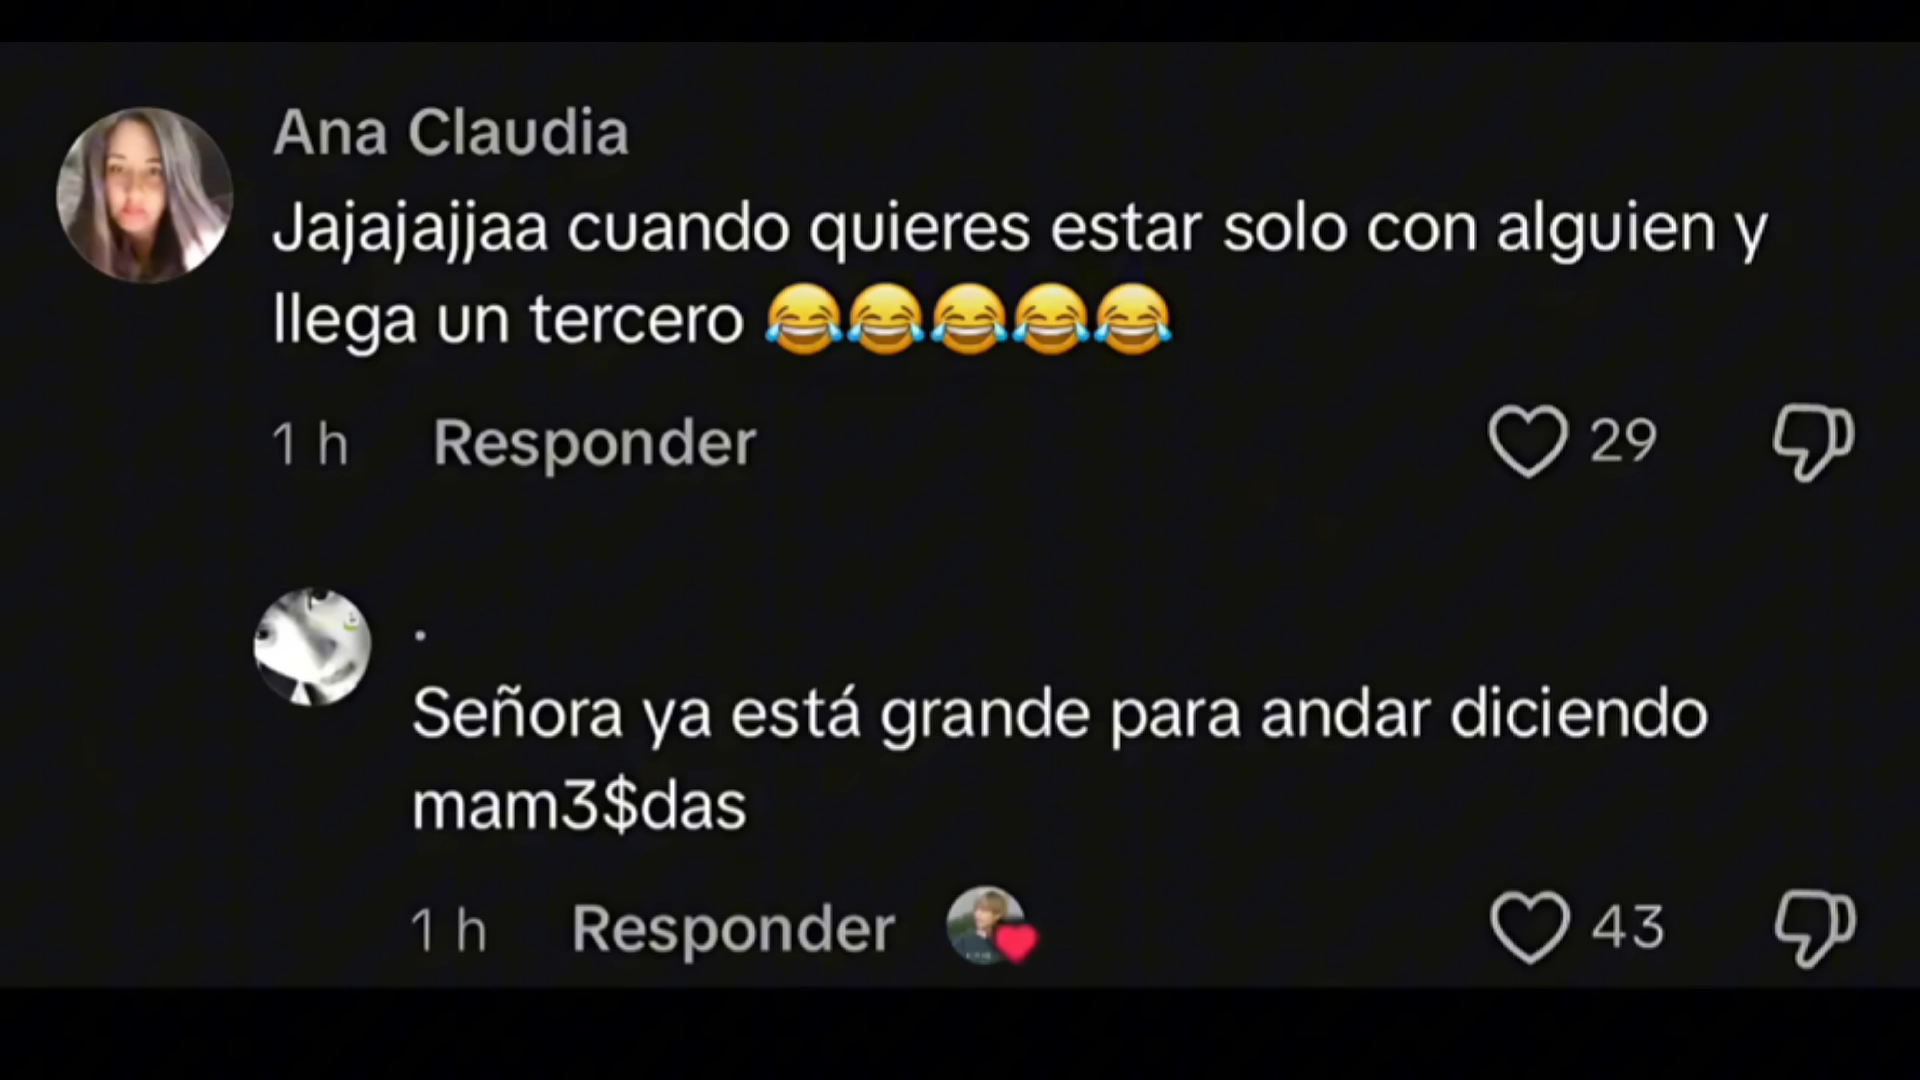 Ana Claudia
Jajajajjaa cuando quieres estar solo con alguien y
llega un tercero 😂😂😂😂😂
1 h Responder 29
.
Señora ya está grande para andar diciendo
mam3$das
1 h Responder 43